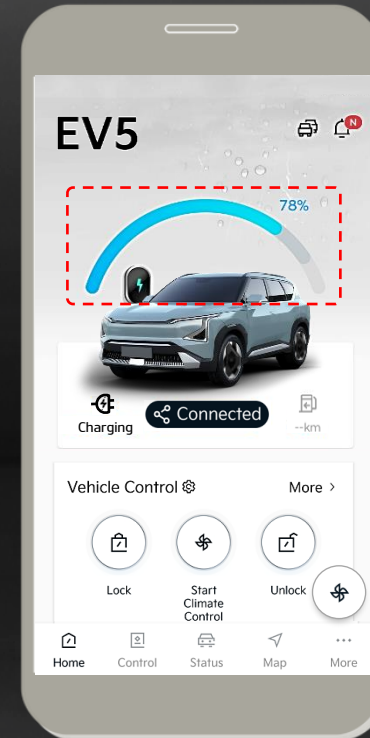 EV5
N
78%
Charging
Connected
--km
Vehicle Control
More >
Lock
Start
Climate
Control
Unlock
Home
Control
Status
Map
More